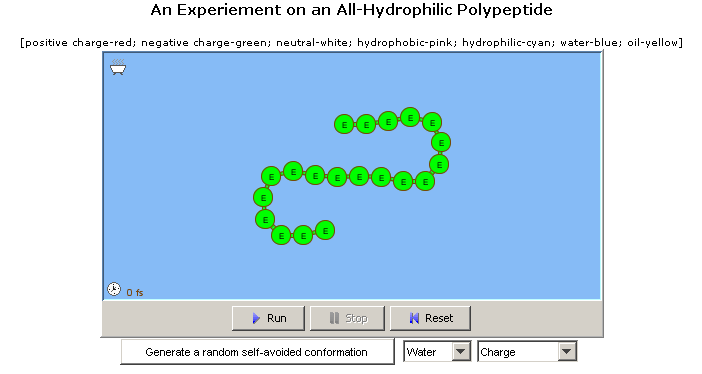 An Experiement on an All-Hydrophilic Polypeptide
[positive charge-red; negative charge-green; neutral-white; hydrophobic-pink; hydrophilic-cyan; water-blue; oil-yellow]
E E E E E
E
E
E E E E E E E E
E
E
E E E
0 fs
Run Stop Reset
Generate a random self-avoided conformation Water Charge